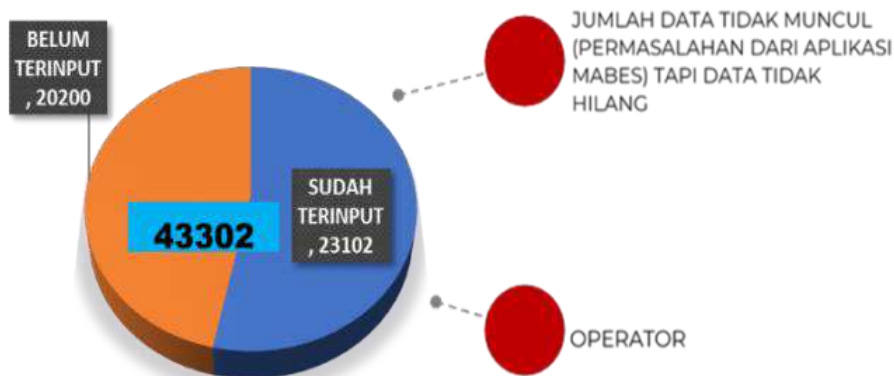 BELUM
TERINPUT
, 20200
43302
SUDAH
TERINPUT
, 23102
JUMLAH DATA TIDAK MUNCUL
(PERMASALAHAN DARI APLIKASI
MABES) TAPI DATA TIDAK
HILANG
OPERATOR